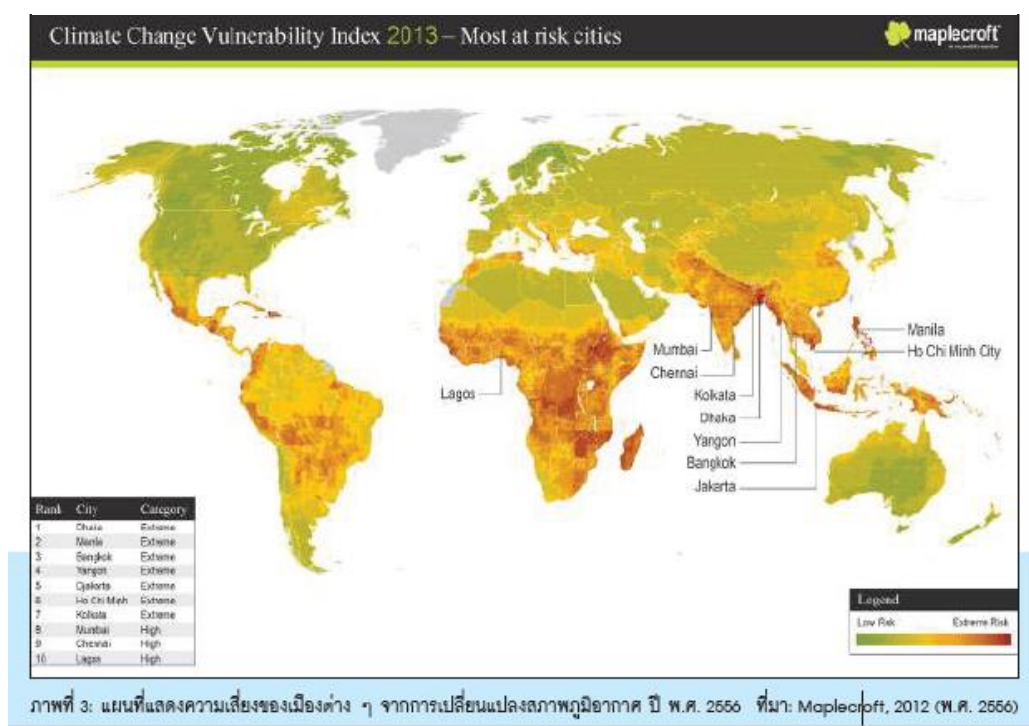 Climate Change Vulnerability Index 2013 – Most at risk cities
maplecroft
Manila
Ho Chi Minh City
Mumbai
Chennai
Lagos
Kolkata
Dhaka
Yangon
Bangkok
Jakarta
Rank City Category
1 Dhaka Extreme
2 Manila Extreme
3 Bangkok Extreme
4 Yangon Extreme
5 Djakarta Extreme
6 Ho Chi Minh Extreme
7 Kolkata Extreme
8 Mumbai High
9 Chennai High
10 Lagos High
Legend
Low Risk Extreme Risk
ภาพที่ 3: แผนที่แสดงความเสี่ยงของเมืองต่าง ๆ จากการเปลี่ยนแปลงสภาพภูมิอากาศ ปี พ.ศ. 2556 ที่มา: Maplecroft, 2012 (พ.ศ. 2556)